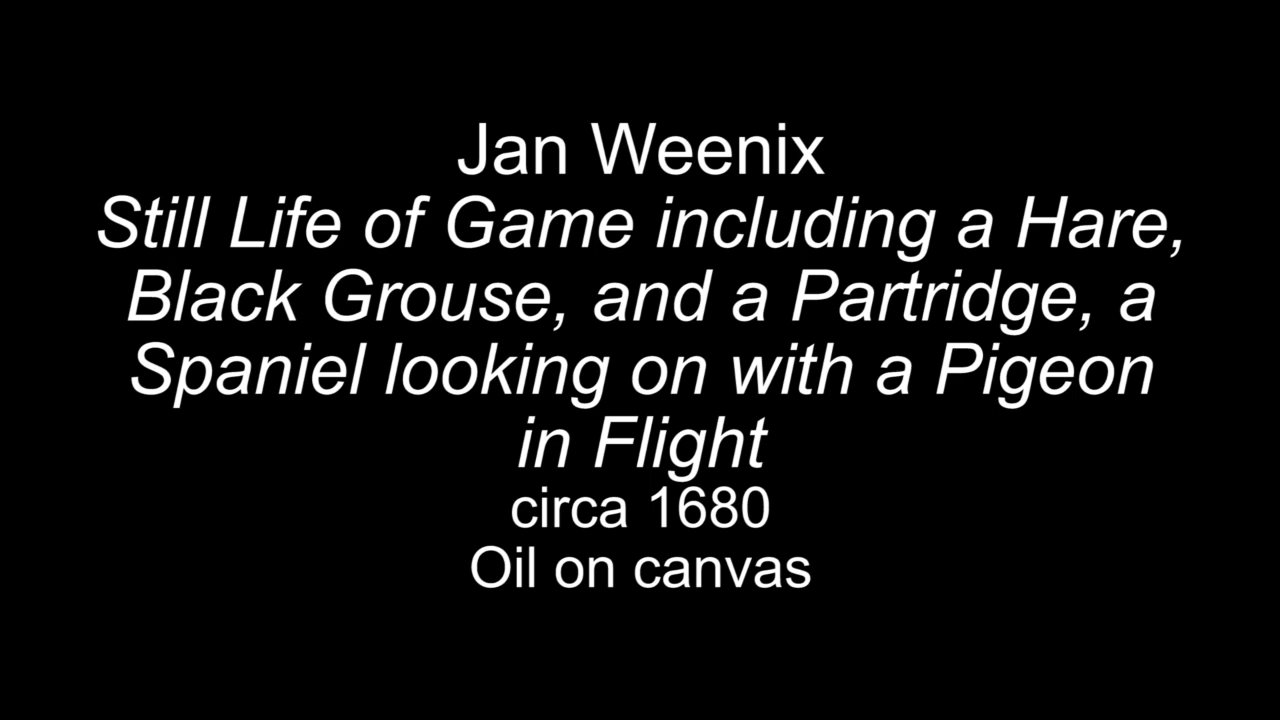 Jan Weenix
Still Life of Game including a Hare,
Black Grouse, and a Partridge, a
Spaniel looking on with a Pigeon
in Flight
circa 1680
Oil on canvas